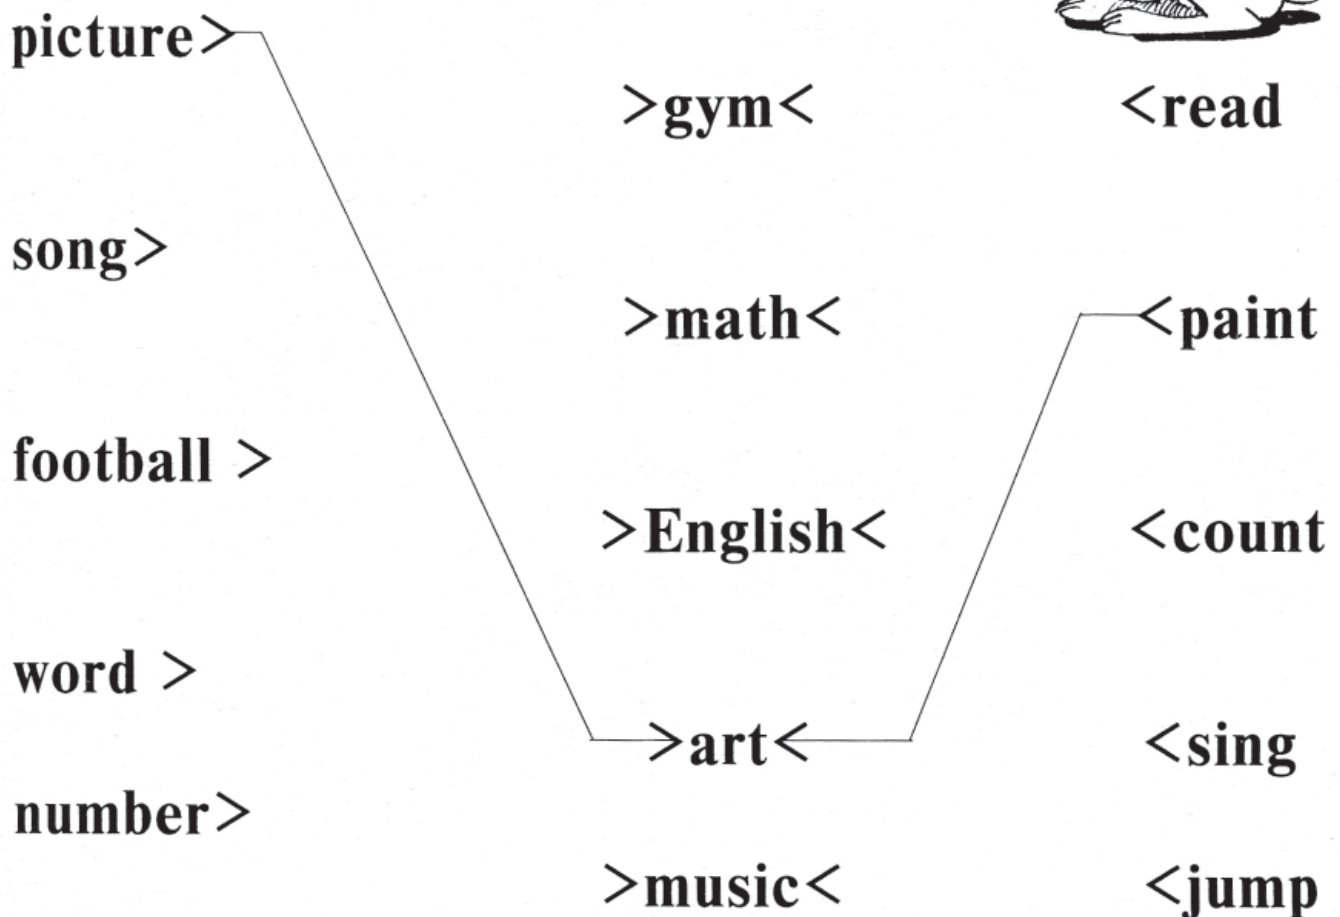 picture>
>gym< <read
song>
>math< <paint
football >
>English< <count
word >
>art< <sing
number>
>music< <jump